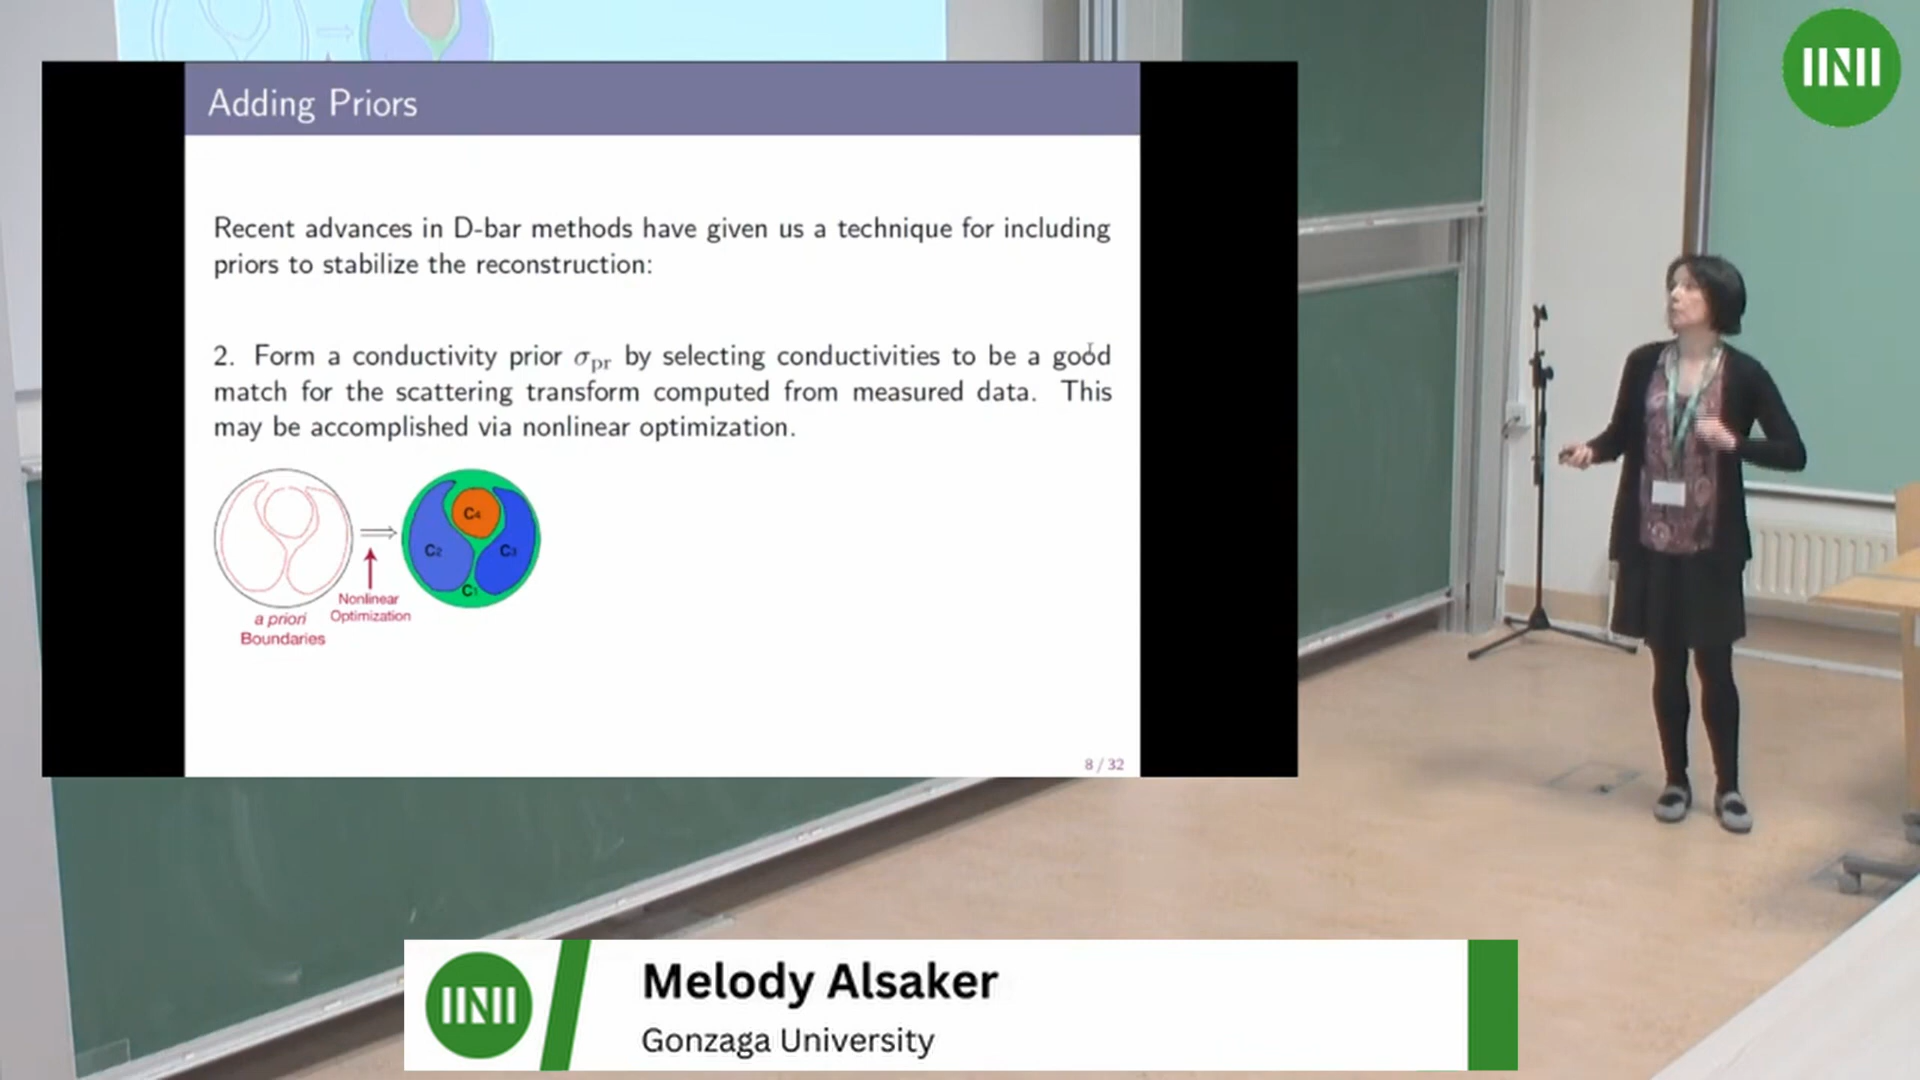 Adding Priors
Recent advances in D-bar methods have given us a technique for including
priors to stabilize the reconstruction:
2. Form a conductivity prior σpr by selecting conductivities to be a good
match for the scattering transform computed from measured data. This
may be accomplished via nonlinear optimization.
C4
C2
C3
C1
Nonlinear
Optimization
a priori
Boundaries
8 / 32
Melody Alsaker
Gonzaga University